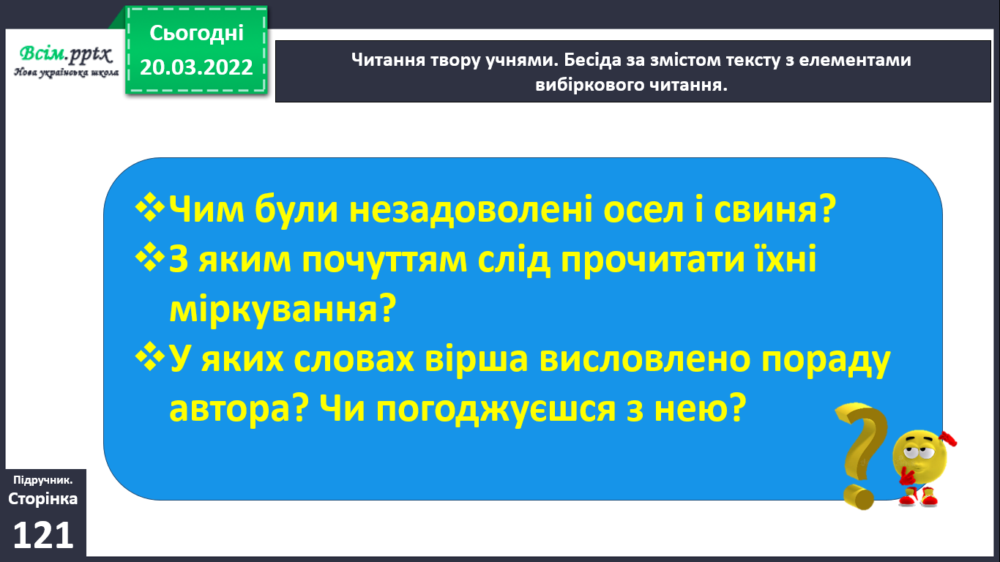 Сьогодні
20.03.2022
Всім.pptx
Нова українська школа
Читання твору учнями. Бесіда за змістом тексту з елементами
вибіркового читання.
❖Чим були незадоволені осел і свиня?
❖З яким почуттям слід прочитати їхні
міркування?
❖У яких словах вірша висловлено пораду
автора? Чи погоджуєшся з нею?
?
Підручник.
Сторінка
121